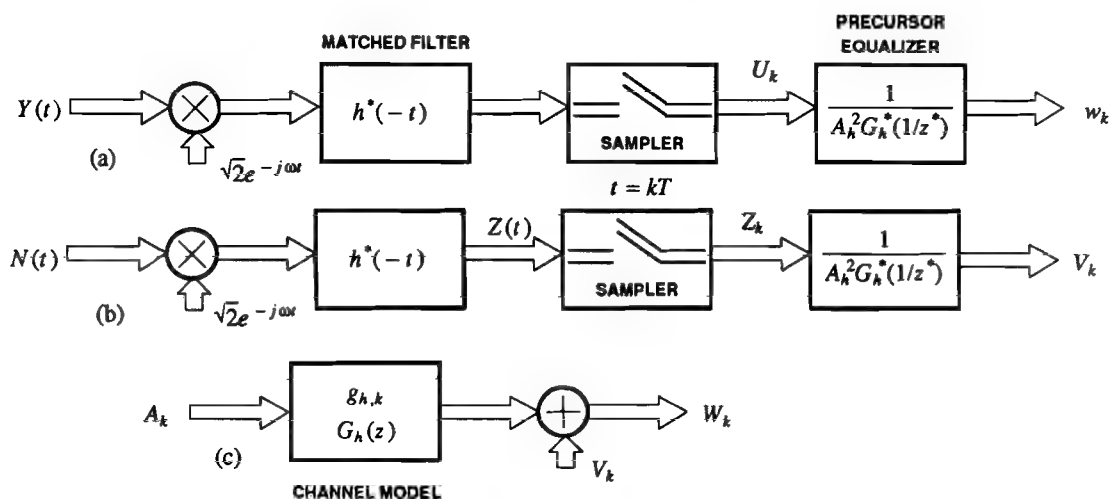 MATCHED FILTER
PRECURSOR
EQUALIZER
Y(t)
h*(-t)
SAMPLER
U_k
1
A_h^2 G_h^*(1/z^*)
w_k
(a)
√2e^{-jωt}
t = kT
N(t)
h*(-t)
Z(t)
SAMPLER
Z_k
1
A_h^2 G_h^*(1/z^*)
V_k
(b)
√2e^{-jωt}
A_k
g_{h,k}
G_h(z)
W_k
(c)
V_k
CHANNEL MODEL